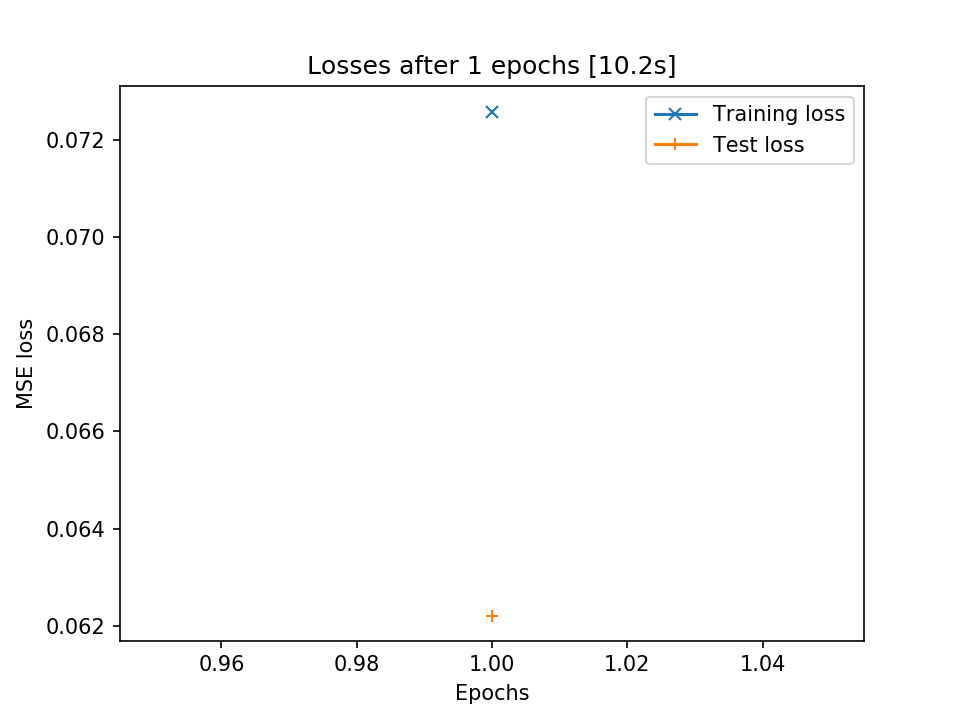 Losses after 1 epochs [10.2s]
Training loss
Test loss
0.072
0.070
0.068
0.066
0.064
0.062
MSE loss
0.96
0.98
1.00
1.02
1.04
Epochs